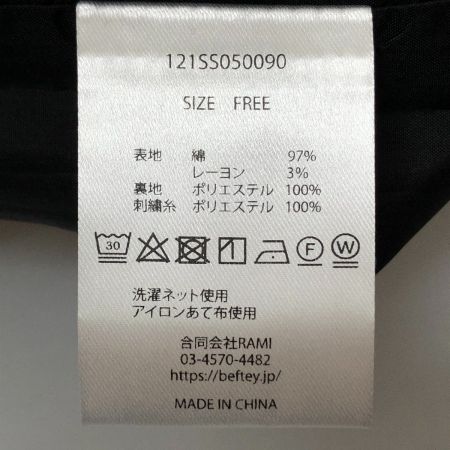 121SS050090
SIZE FREE
表地 綿 97%
レーヨン 3%
裏地 ポリエステル 100%
刺繍糸 ポリエステル 100%
30 F W
洗濯ネット使用
アイロンあて布使用
合同会社RAMI
03-4570-4482
https://beftey.jp/
MADE IN CHINA